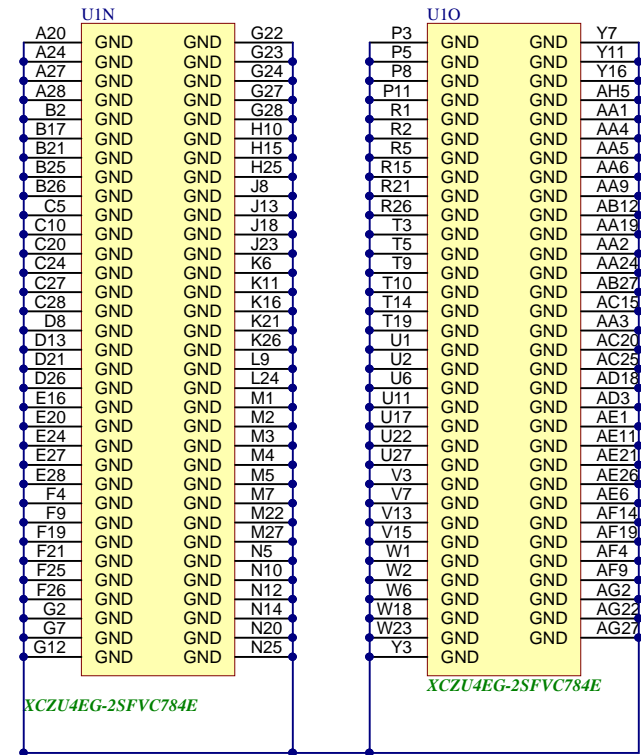 U1N
A20 GND GND G22
A24 GND GND G23
A27 GND GND G24
A28 GND GND G27
B2 GND GND G28
B17 GND GND H10
B21 GND GND H15
B25 GND GND H25
B26 GND GND J8
C5 GND GND J13
C10 GND GND J18
C20 GND GND J23
C24 GND GND K6
C27 GND GND K11
C28 GND GND K16
D8 GND GND K21
D13 GND GND K26
D21 GND GND L9
D26 GND GND L24
E16 GND GND M1
E20 GND GND M2
E24 GND GND M3
E27 GND GND M4
E28 GND GND M5
F4 GND GND M7
F9 GND GND M22
F19 GND GND M27
F21 GND GND N5
F25 GND GND N10
F26 GND GND N12
G2 GND GND N14
G7 GND GND N20
G12 GND GND N25
XCZU4EG-2SFVC784E
U1O
P3 GND GND Y7
P5 GND GND Y11
P8 GND GND Y16
P11 GND GND AH5
R1 GND GND AA1
R2 GND GND AA4
R5 GND GND AA5
R15 GND GND AA6
R21 GND GND AA9
R26 GND GND AB12
T3 GND GND AA19
T5 GND GND AA2
T9 GND GND AA24
T10 GND GND AB27
T14 GND GND AC15
T19 GND GND AA3
U1 GND GND AC20
U2 GND GND AC25
U6 GND GND AD18
U11 GND GND AD3
U17 GND GND AE1
U22 GND GND AE11
U27 GND GND AE21
V3 GND GND AE26
V7 GND GND AE6
V13 GND GND AF14
V15 GND GND AF19
W1 GND GND AF4
W2 GND GND AF9
W6 GND GND AG2
W18 GND GND AG22
W23 GND GND AG27
Y3 GND
XCZU4EG-2SFVC784E